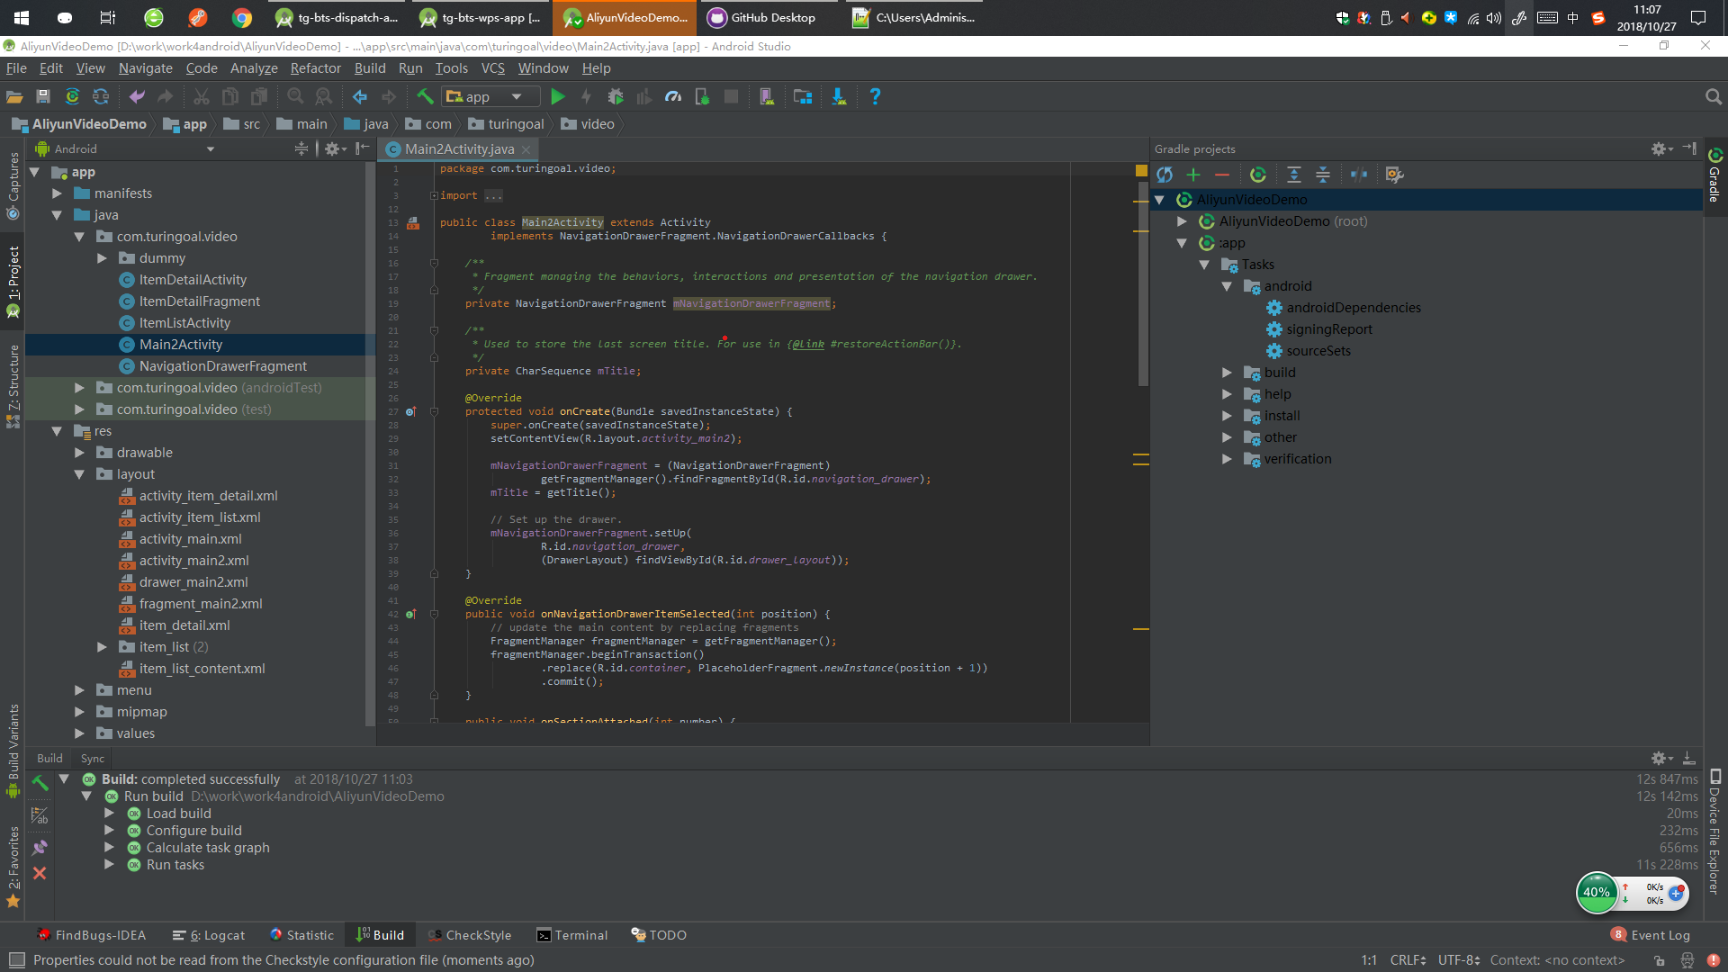 tg-bts-dispatch-a...
tg-bts-wps-app [...
AliyunVideoDemo...
GitHub Desktop
C:\Users\Adminis...
中
11:07
2018/10/27
AliyunVideoDemo [D:\work\work4android\AliyunVideoDemo] - ...\app\src\main\java\com\turingoal\video\Main2Activity.java [app] - Android Studio
File Edit View Navigate Code Analyze Refactor Build Run Tools VCS Window Help
app
AliyunVideoDemo app src main java com turingoal video
Captures
1: Project
Z: Structure
Build Variants
2: Favorites
Android
app
manifests
java
com.turingoal.video
dummy
ItemDetailActivity
ItemDetailFragment
ItemListActivity
Main2Activity
NavigationDrawerFragment
com.turingoal.video (androidTest)
com.turingoal.video (test)
res
drawable
layout
activity_item_detail.xml
activity_item_list.xml
activity_main.xml
activity_main2.xml
drawer_main2.xml
fragment_main2.xml
item_detail.xml
item_list (2)
item_list_content.xml
menu
mipmap
values
Main2Activity.java
1 package com.turingoal.video;
2
3 import ...
12
13 public class Main2Activity extends Activity
14 implements NavigationDrawerFragment.NavigationDrawerCallbacks {
15
16 /**
17 * Fragment managing the behaviors, interactions and presentation of the navigation drawer.
18 */
19 private NavigationDrawerFragment mNavigationDrawerFragment;
20
21 /**
22 * Used to store the last screen title. For use in {@link #restoreActionBar()}.
23 */
24 private CharSequence mTitle;
25
26 @Override
27 protected void onCreate(Bundle savedInstanceState) {
28 super.onCreate(savedInstanceState);
29 setContentView(R.layout.activity_main2);
30
31 mNavigationDrawerFragment = (NavigationDrawerFragment)
32 getFragmentManager().findFragmentById(R.id.navigation_drawer);
33 mTitle = getTitle();
34
35 // Set up the drawer.
36 mNavigationDrawerFragment.setUp(
37 R.id.navigation_drawer,
38 (DrawerLayout) findViewById(R.id.drawer_layout));
39 }
40
41 @Override
42 public void onNavigationDrawerItemSelected(int position) {
43 // update the main content by replacing fragments
44 FragmentManager fragmentManager = getFragmentManager();
45 fragmentManager.beginTransaction()
46 .replace(R.id.container, PlaceholderFragment.newInstance(position + 1))
47 .commit();
48 }
49
50 public void onSectionAttached(int number) {
Gradle projects
AliyunVideoDemo
AliyunVideoDemo (root)
:app
Tasks
android
androidDependencies
signingReport
sourceSets
build
help
install
other
verification
Gradle
Device File Explorer
Build Sync
Build: completed successfully at 2018/10/27 11:03 12s 847ms
Run build D:\work\work4android\AliyunVideoDemo 12s 142ms
Load build 20ms
Configure build 232ms
Calculate task graph 656ms
Run tasks 11s 228ms
40% 0K/s
0K/s
FindBugs-IDEA 6: Logcat Statistic Build CheckStyle Terminal TODO 8 Event Log
Properties could not be read from the Checkstyle configuration file (moments ago) 1:1 CRLF UTF-8 Context: <no context>